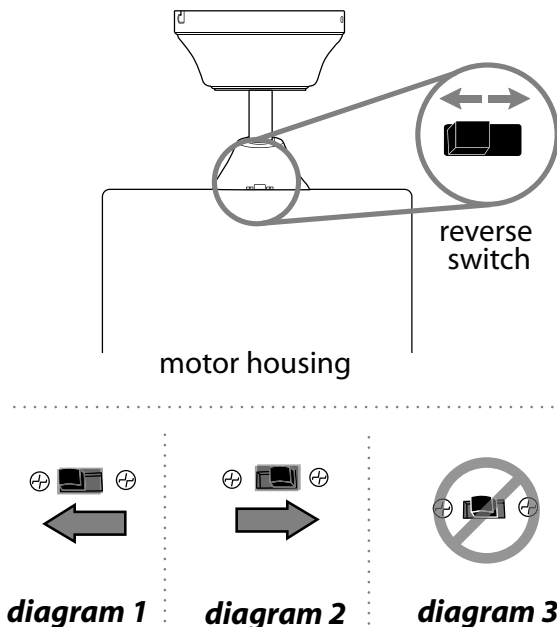 reverse
switch
motor housing
diagram 1
diagram 2
diagram 3